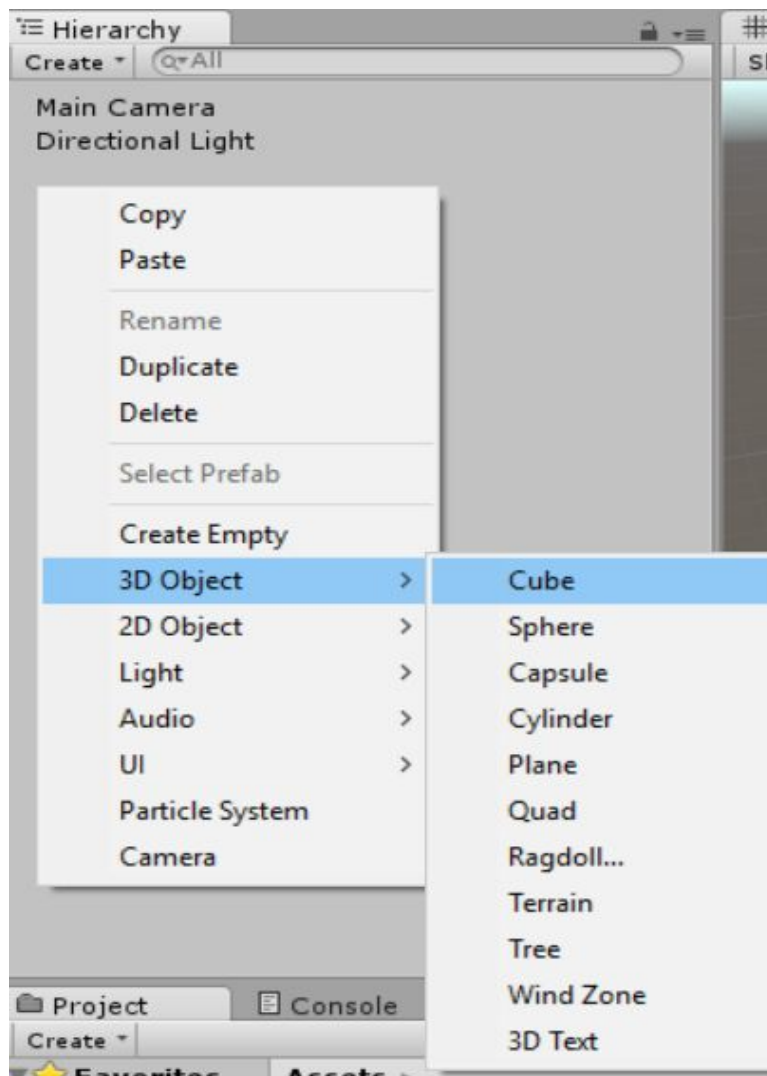 Hierarchy
Create All
Main Camera
Directional Light
Copy
Paste
Rename
Duplicate
Delete
Select Prefab
Create Empty
3D Object >
2D Object >
Light >
Audio >
UI >
Particle System
Camera
Cube
Sphere
Capsule
Cylinder
Plane
Quad
Ragdoll...
Terrain
Tree
Wind Zone
3D Text
Project Console
Create
Favorites Assets